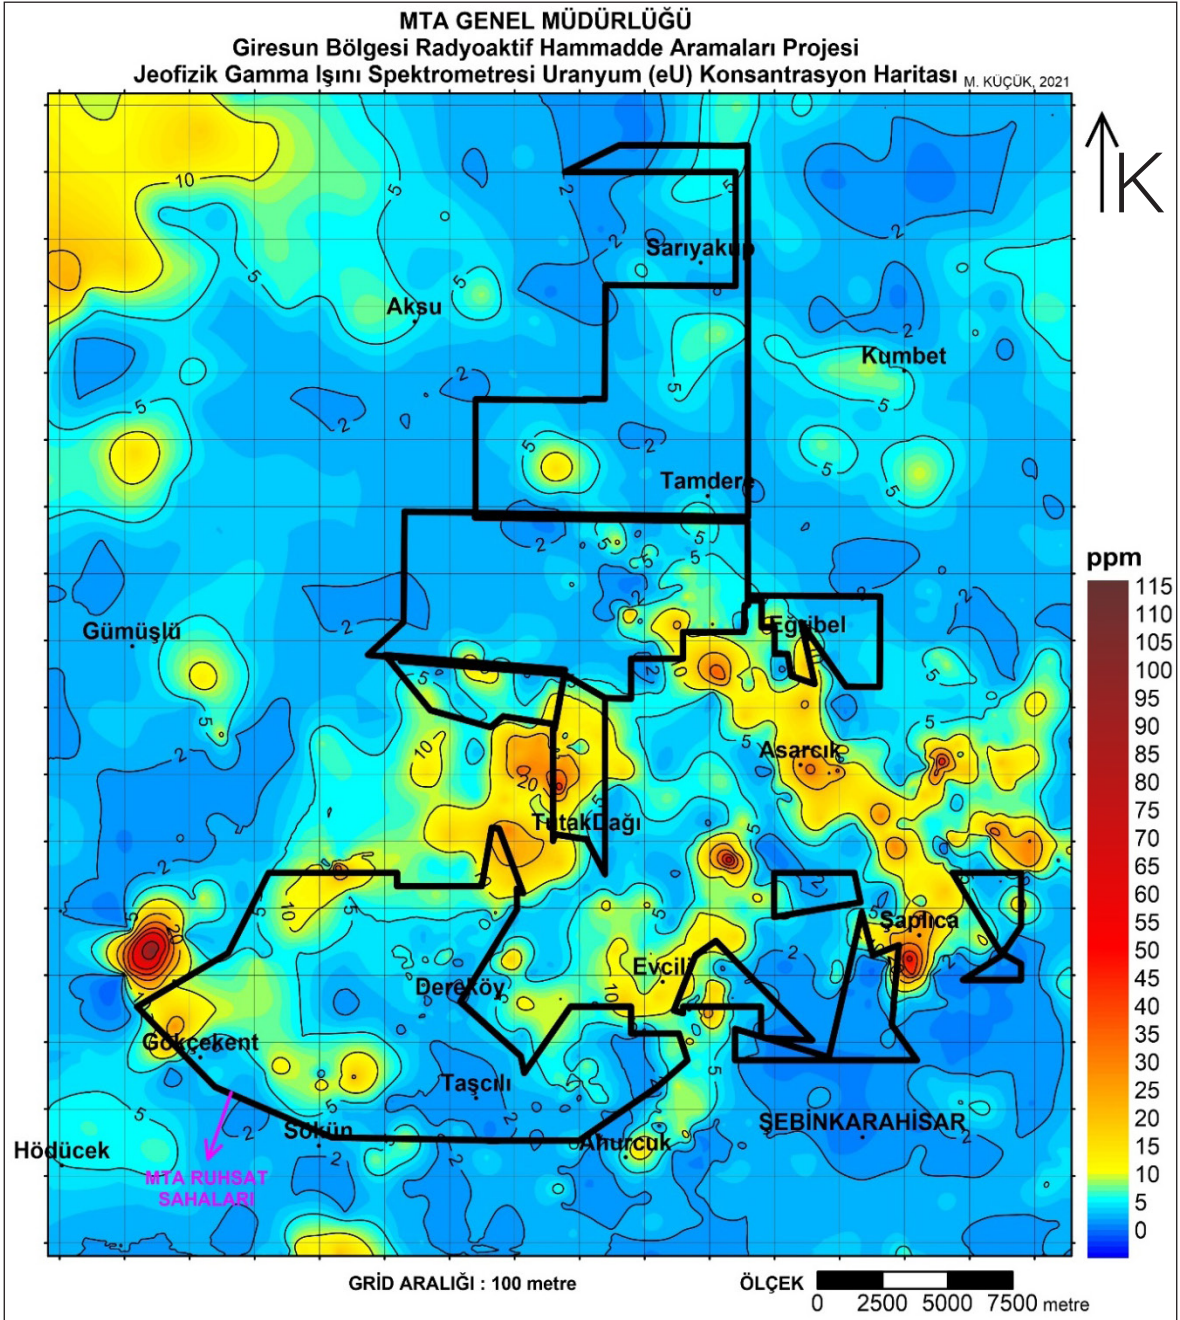 MTA GENEL MÜDÜRLÜĞÜ
Giresun Bölgesi Radyoaktif Hammadde Aramaları Projesi
Jeofizik Gamma Işını Spektrometresi Uranyum (eU) Konsantrasyon Haritası
M. KÜÇÜK, 2021
K
Sarıyakup
Aksu
Kumbet
Tamdere
Gümüşlü
Eğribel
Asarcık
TutakDağı
Şaplıca
Evcili
Dereköy
Gökçekent
Taşcılı
ŞEBİNKARAHİSAR
Sökün
Ahurcuk
Hödücek
MTA RUHSAT
SAHALARI
ppm
115
110
105
100
95
90
85
80
75
70
65
60
55
50
45
40
35
30
25
20
15
10
5
0
GRİD ARALIĞI : 100 metre
ÖLÇEK
0 2500 5000 7500 metre